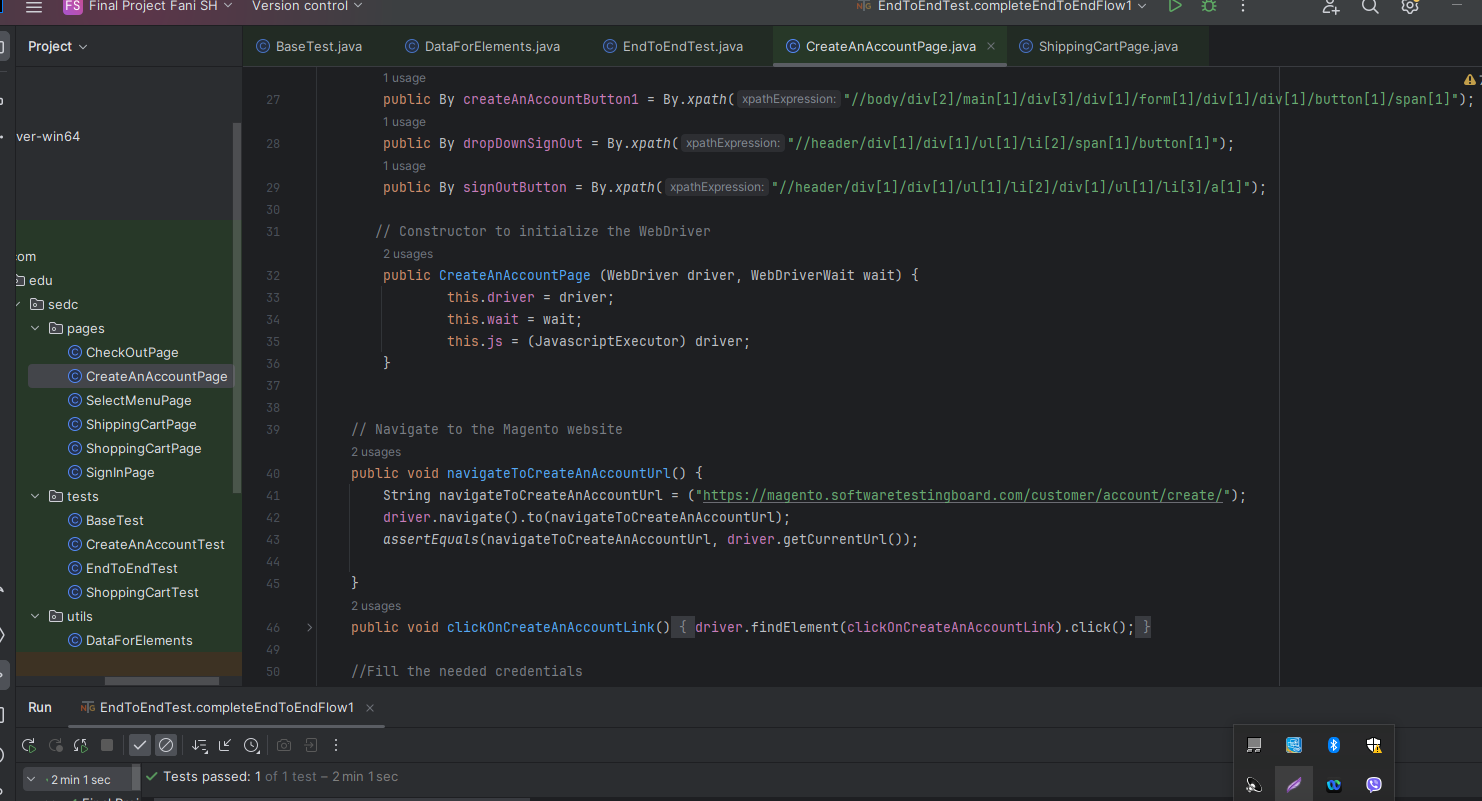 FS Final Project Fani SH Version control EndToEndTest.completeEndToEndFlow1
Project
BaseTest.java DataForElements.java EndToEndTest.java CreateAnAccountPage.java ShippingCartPage.java
ver-win64
com
edu
sedc
pages
CheckOutPage
CreateAnAccountPage
SelectMenuPage
ShippingCartPage
ShoppingCartPage
SignInPage
tests
BaseTest
CreateAnAccountTest
EndToEndTest
ShoppingCartTest
utils
DataForElements
1 usage
27 public By createAnAccountButton1 = By.xpath( xpathExpression: "//body/div[2]/main[1]/div[3]/div[1]/form[1]/div[1]/div[1]/button[1]/span[1]");
1 usage
28 public By dropDownSignOut = By.xpath( xpathExpression: "//header/div[1]/div[1]/ul[1]/li[2]/span[1]/button[1]");
1 usage
29 public By signOutButton = By.xpath( xpathExpression: "//header/div[1]/div[1]/ul[1]/li[2]/div[1]/ul[1]/li[3]/a[1]");
30
31 // Constructor to initialize the WebDriver
2 usages
32 public CreateAnAccountPage (WebDriver driver, WebDriverWait wait) {
33 this.driver = driver;
34 this.wait = wait;
35 this.js = (JavascriptExecutor) driver;
36 }
37
38
39 // Navigate to the Magento website
2 usages
40 public void navigateToCreateAnAccountUrl() {
41 String navigateToCreateAnAccountUrl = ("https://magento.softwaretestingboard.com/customer/account/create/");
42 driver.navigate().to(navigateToCreateAnAccountUrl);
43 assertEquals(navigateToCreateAnAccountUrl, driver.getCurrentUrl());
44
45 }
2 usages
46 public void clickOnCreateAnAccountLink() { driver.findElement(clickOnCreateAnAccountLink).click(); }
49
50 //Fill the needed credentials
Run EndToEndTest.completeEndToEndFlow1
2 min 1 sec Tests passed: 1 of 1 test – 2 min 1 sec